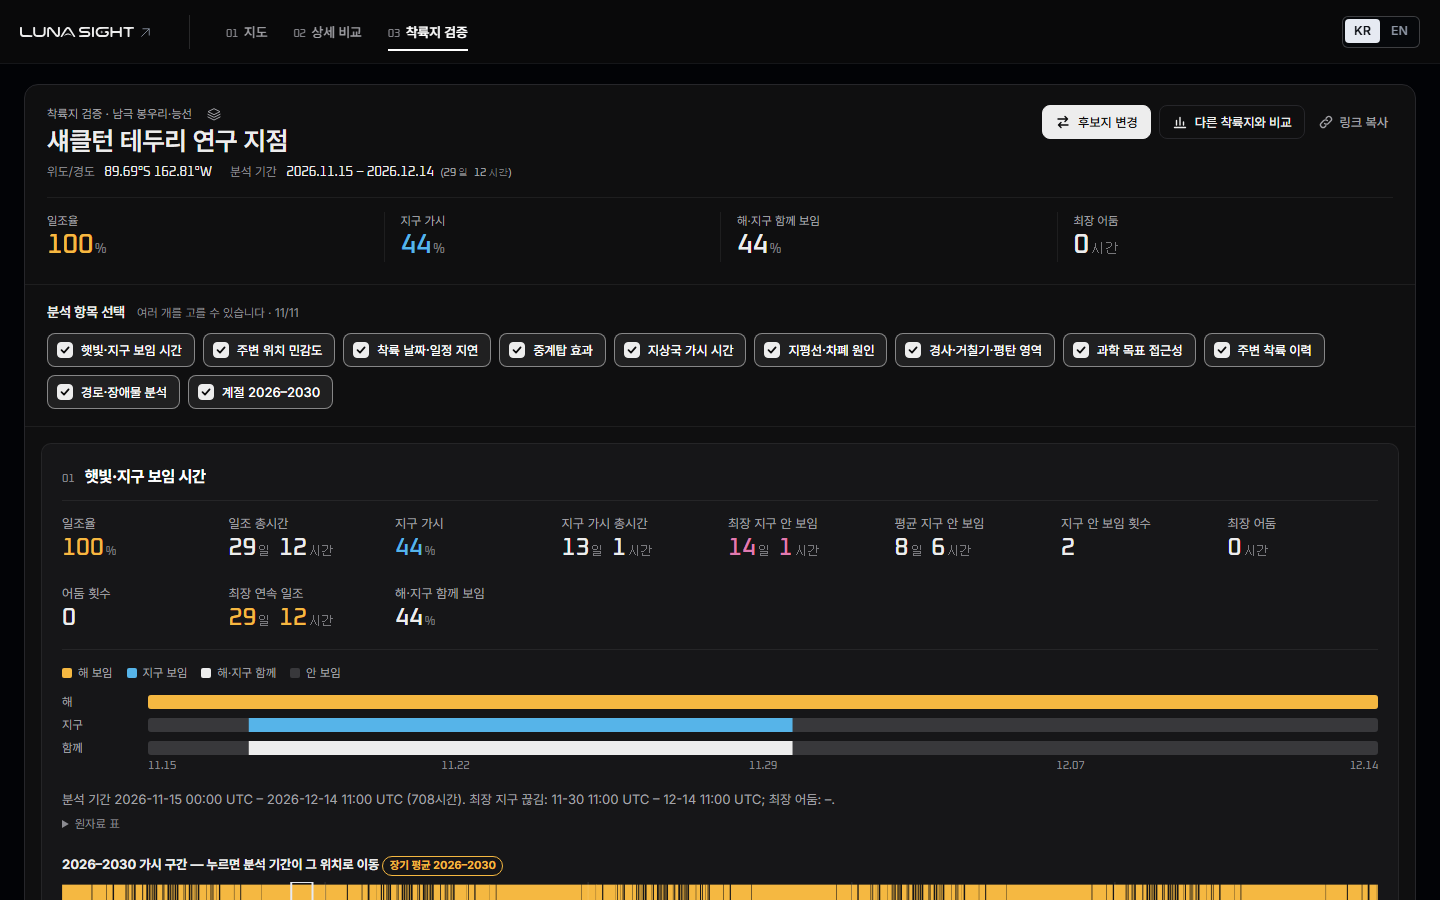 LUNA SIGHT
01 지도
02 상세 비교
03 착륙지 검증
KR EN
착륙지 검증 · 남극 봉우리·능선
섀클턴 테두리 연구 지점
후보지 변경
다른 착륙지와 비교
링크 복사
위도/경도 89.69°S 162.81°W 분석 기간 2026.11.15 – 2026.12.14 (29일 12시간)
일조율 지구 가시 해·지구 함께 보임 최장 어둠
100% 44% 44% 0시간
분석 항목 선택 여러 개를 고를 수 있습니다 · 11/11
햇빛·지구 보임 시간 주변 위치 민감도 착륙 날짜·일정 지연 중계탑 효과 지상국 가시 시간 지평선·차폐 원인 경사·거칠기·평탄 영역 과학 목표 접근성 주변 착륙 이력
경로·장애물 분석 계절 2026–2030
01 햇빛·지구 보임 시간
일조율 일조 총시간 지구 가시 지구 가시 총시간 최장 지구 안 보임 평균 지구 안 보임 지구 안 보임 횟수 최장 어둠
100% 29일 12시간 44% 13일 1시간 14일 1시간 8일 6시간 2 0시간
어둠 횟수 최장 연속 일조 해·지구 함께 보임
0 29일 12시간 44%
해 보임 지구 보임 해·지구 함께 안 보임
해
지구
함께
11.15 11.22 11.29 12.07 12.14
분석 기간 2026-11-15 00:00 UTC – 2026-12-14 11:00 UTC (708시간). 최장 지구 끊김: 11-30 11:00 UTC – 12-14 11:00 UTC; 최장 어둠: –.
▶ 원자료 표
2026–2030 가시 구간 — 누르면 분석 기간이 그 위치로 이동 장기 평균 2026–2030